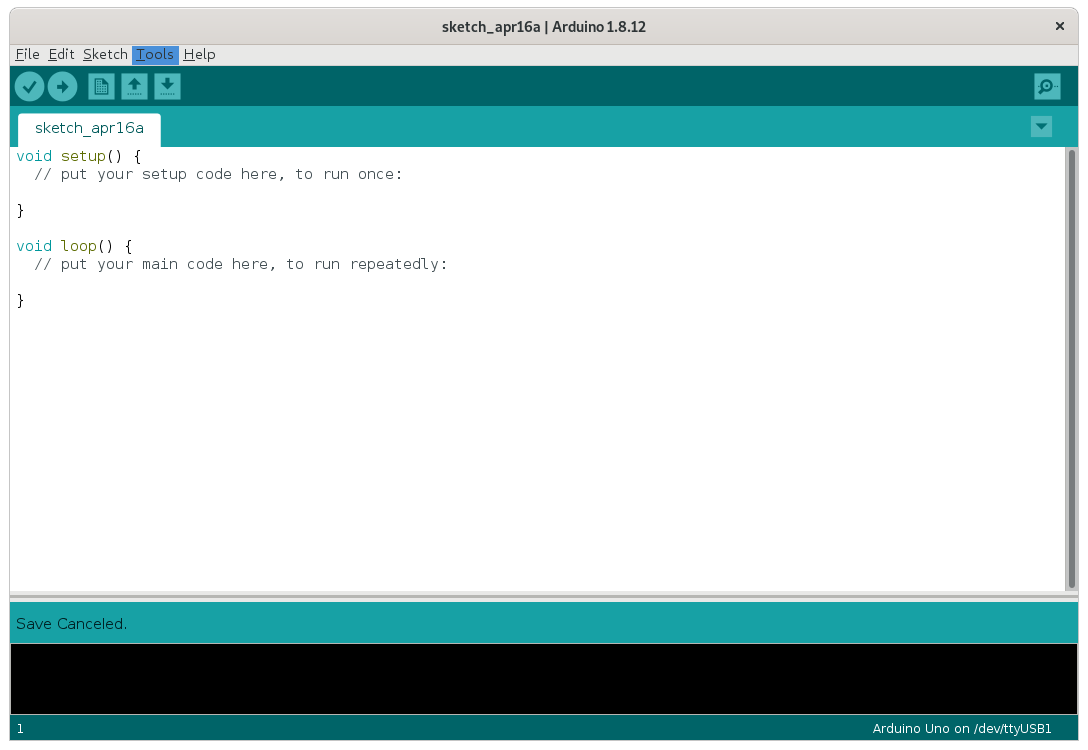 sketch_apr16a | Arduino 1.8.12
File Edit Sketch Tools Help
sketch_apr16a
void setup() {
  // put your setup code here, to run once:
}
void loop() {
  // put your main code here, to run repeatedly:
}
Save Canceled.
1 Arduino Uno on /dev/ttyUSB1